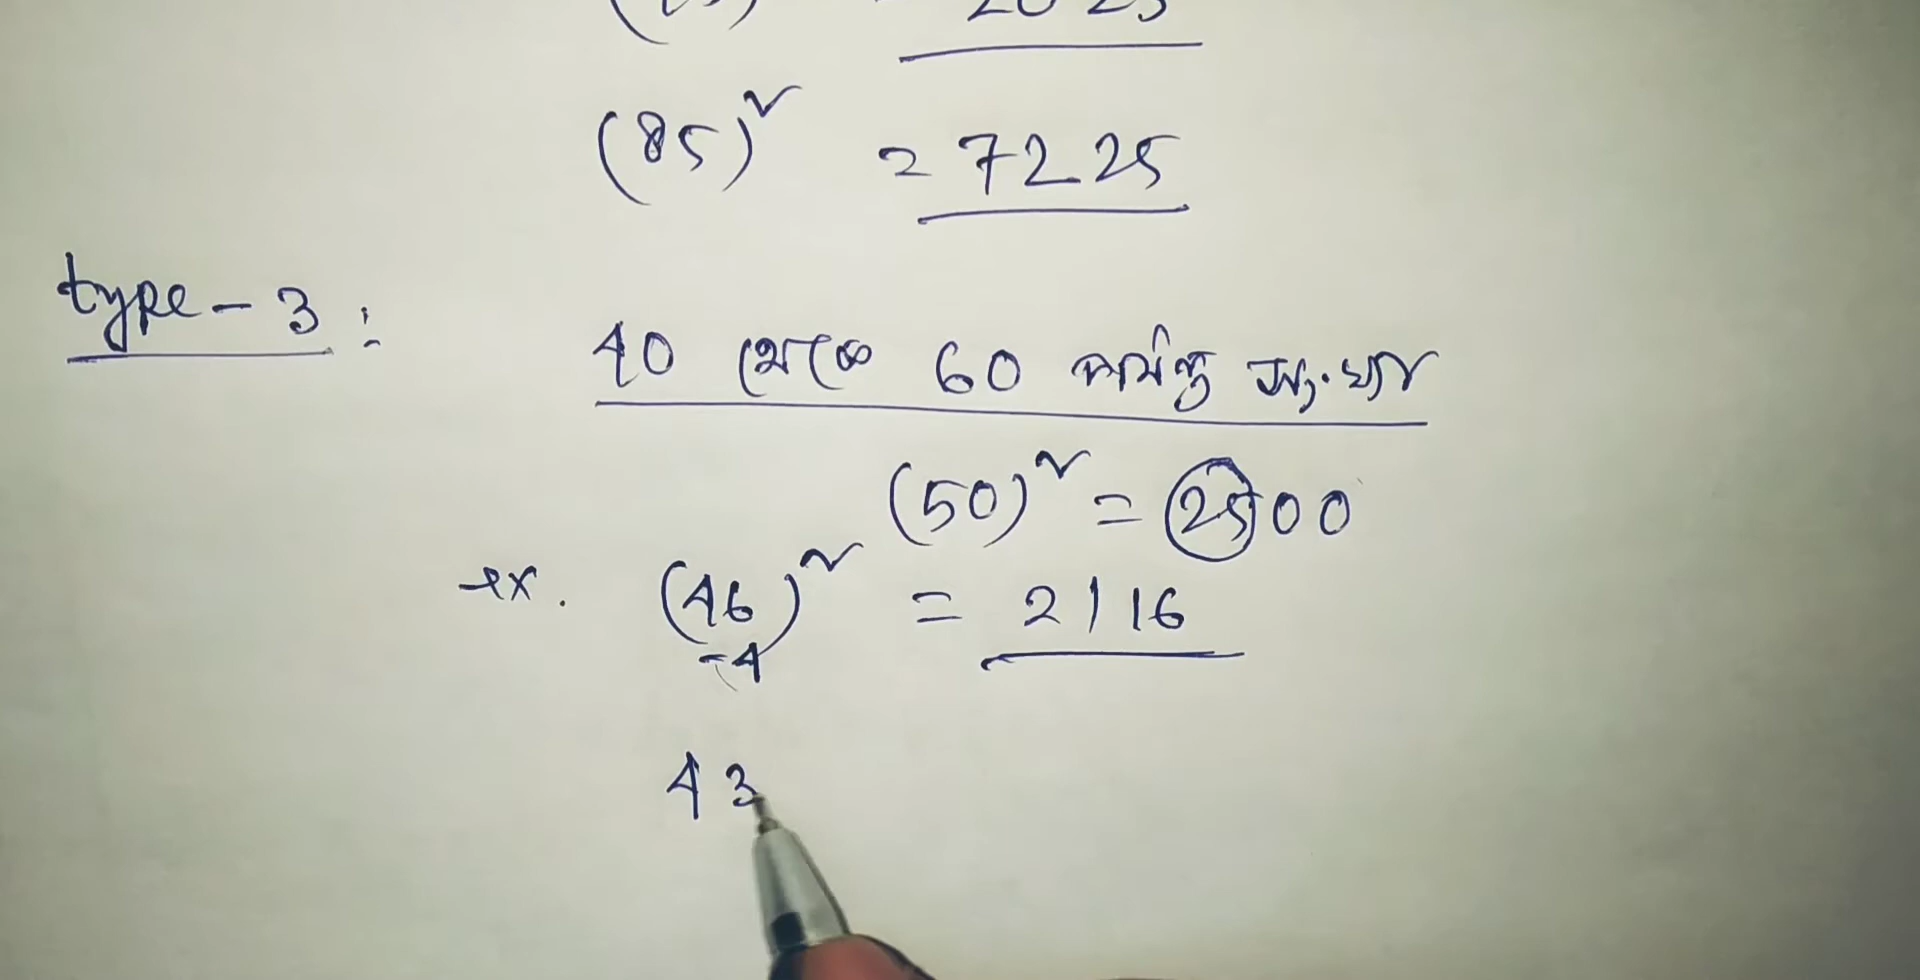 (85)² = 7225
type-3:
40 থেকে 60 পর্যন্ত সংখ্যা
(50)² = 2500
ex. (46)² = 2116
-4
43